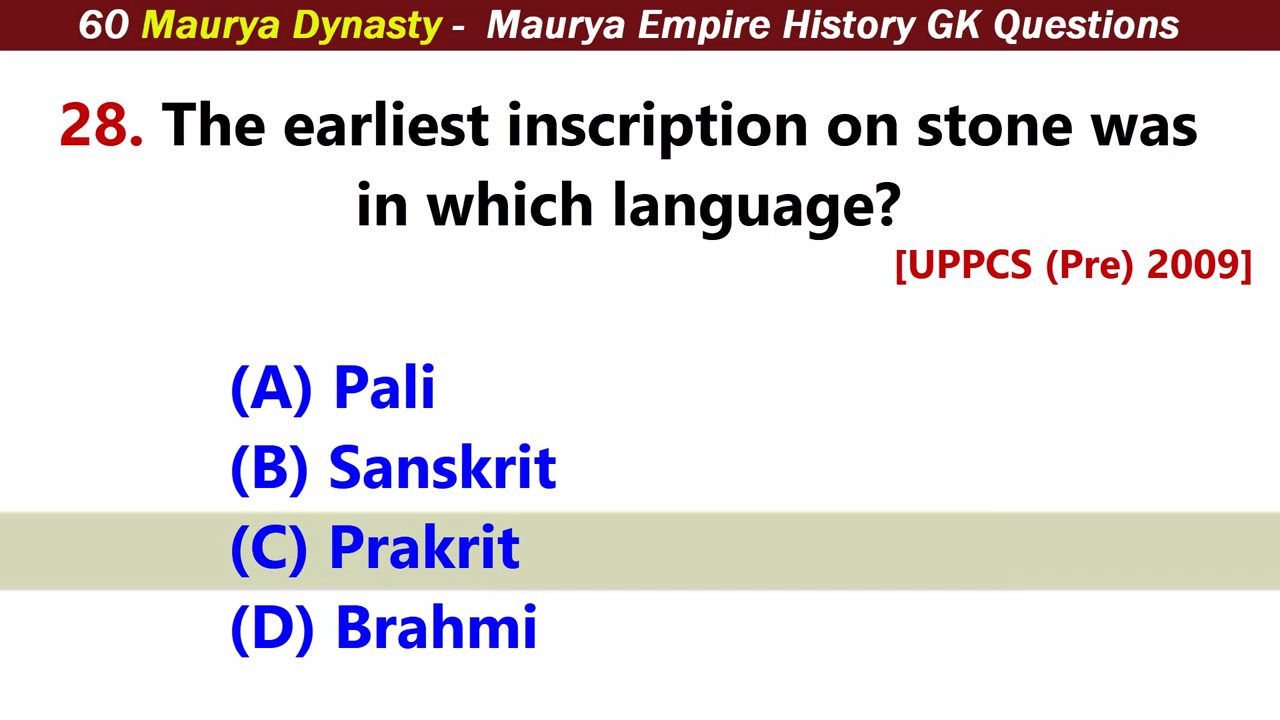 60 Maurya Dynasty - Maurya Empire History GK Questions
28. The earliest inscription on stone was
in which language?
[UPPCS (Pre) 2009]
(A) Pali
(B) Sanskrit
(C) Prakrit
(D) Brahmi